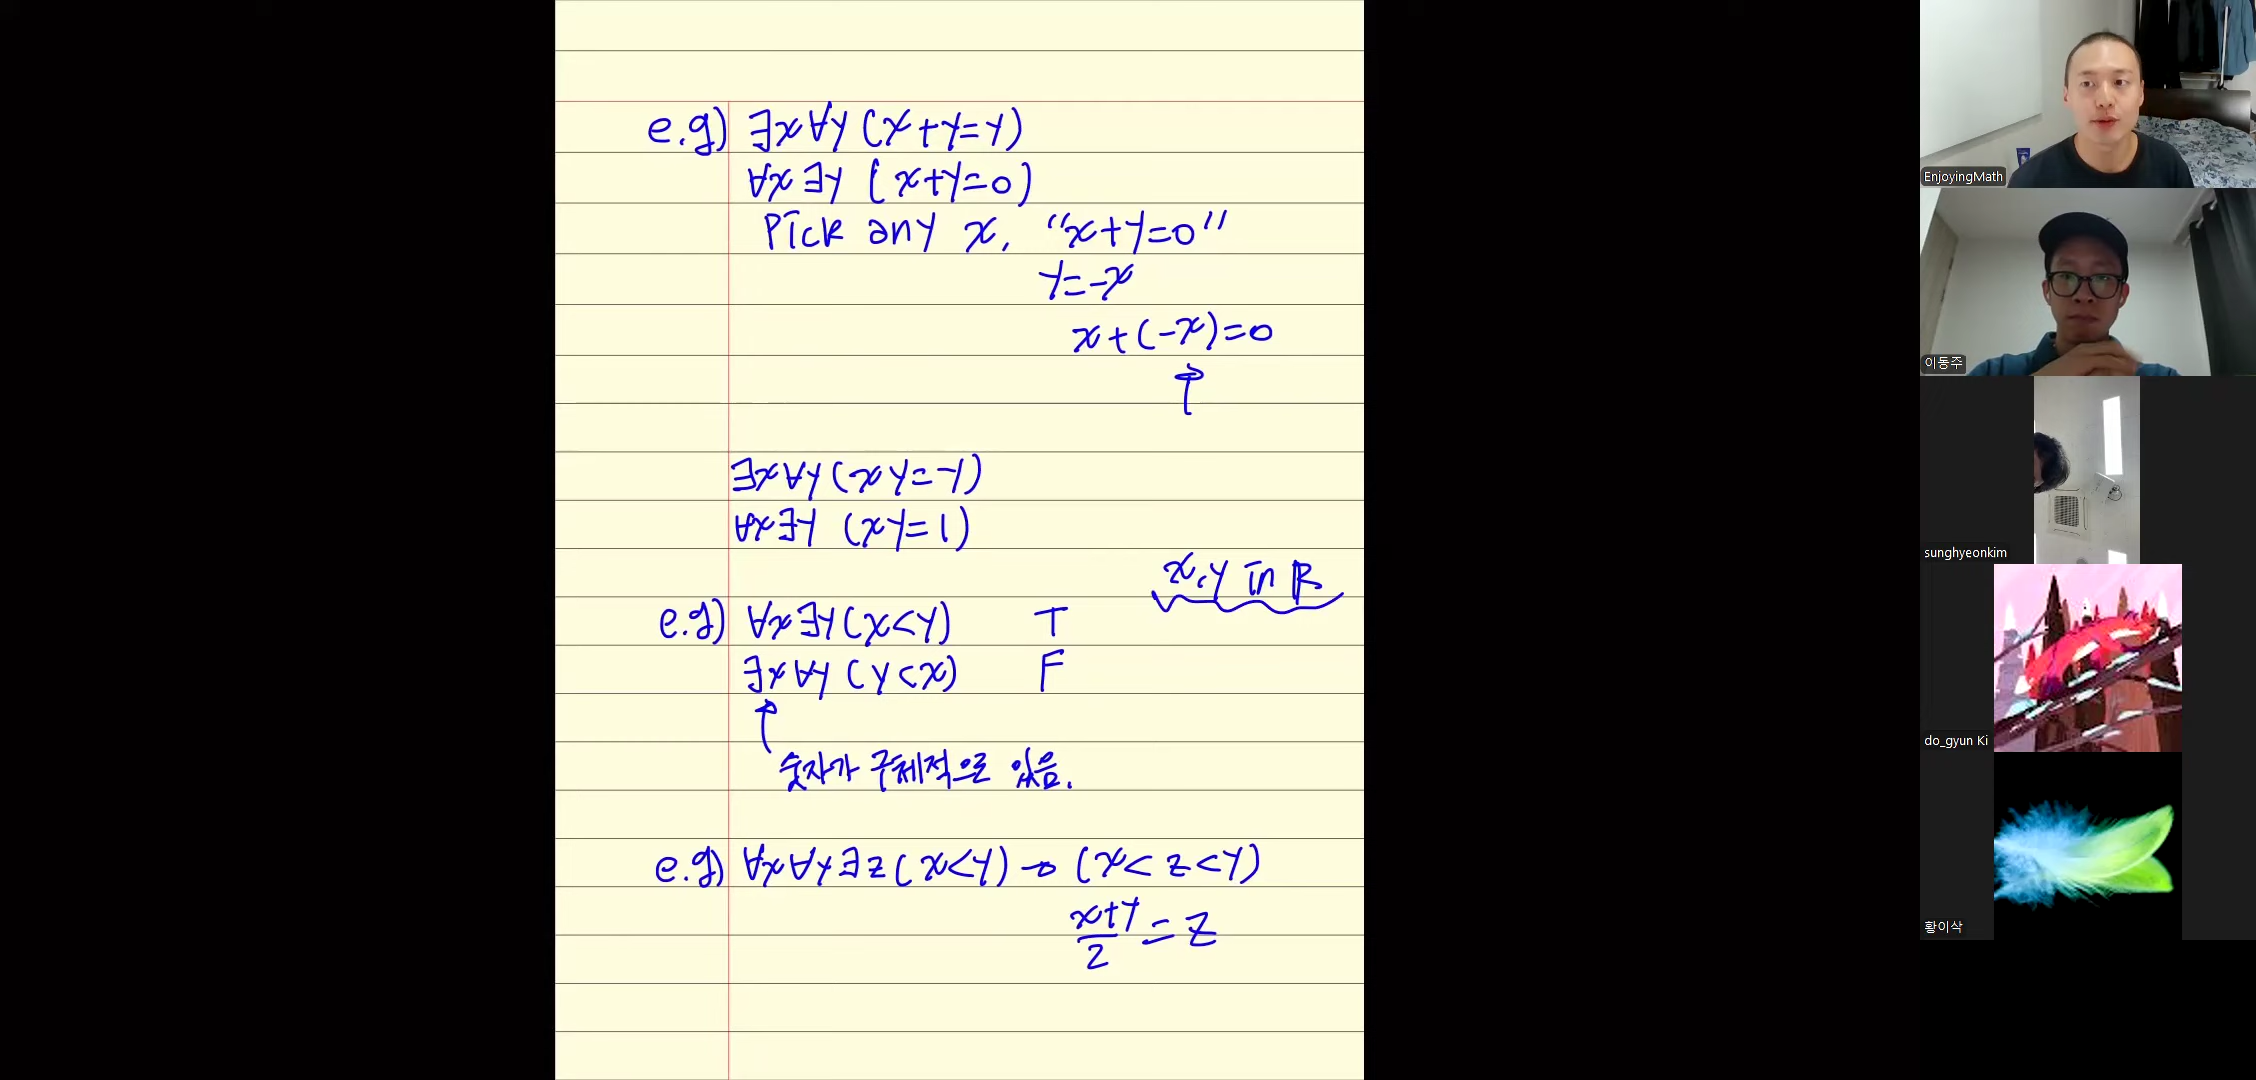 e.g) ∃x∀y (x+y=y)
∀x∃y (x+y=0)
Pick any x, "x+y=0"
y=-x
x+(-x)=0
∃x∀y (xy=-y)
∀x∃y (xy=1)
x,y in ℝ
e.g) ∀x∃y (x<y) T
∃x∀y (y<x) F
숫자가 구체적으로 있음.
e.g) ∀x∀y∃z (x<y) → (x<z<y)
x+y/2 = z
EnjoyingMath
이동주
sunghyeonkim
do_gyun Ki
황이삭